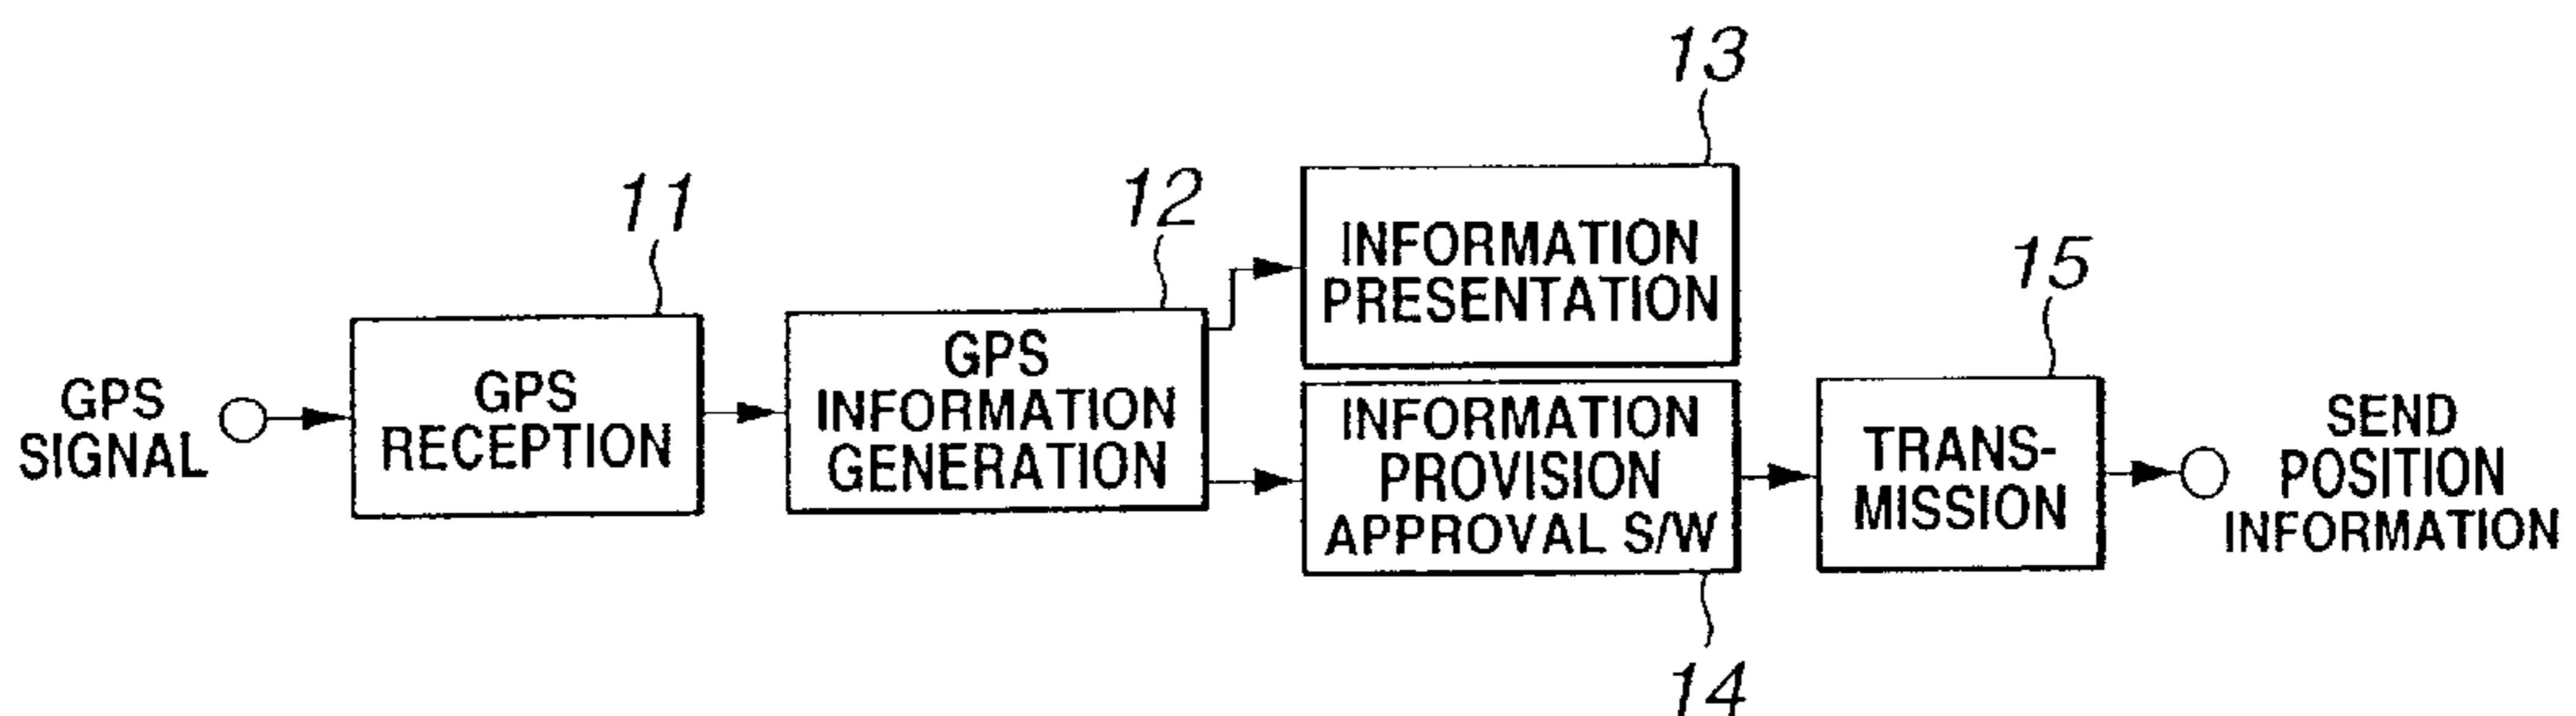 GPS
SIGNAL
11
GPS
RECEPTION
12
GPS
INFORMATION
GENERATION
13
INFORMATION
PRESENTATION
INFORMATION
PROVISION
APPROVAL S/W
14
15
TRANS-
MISSION
SEND
POSITION
INFORMATION